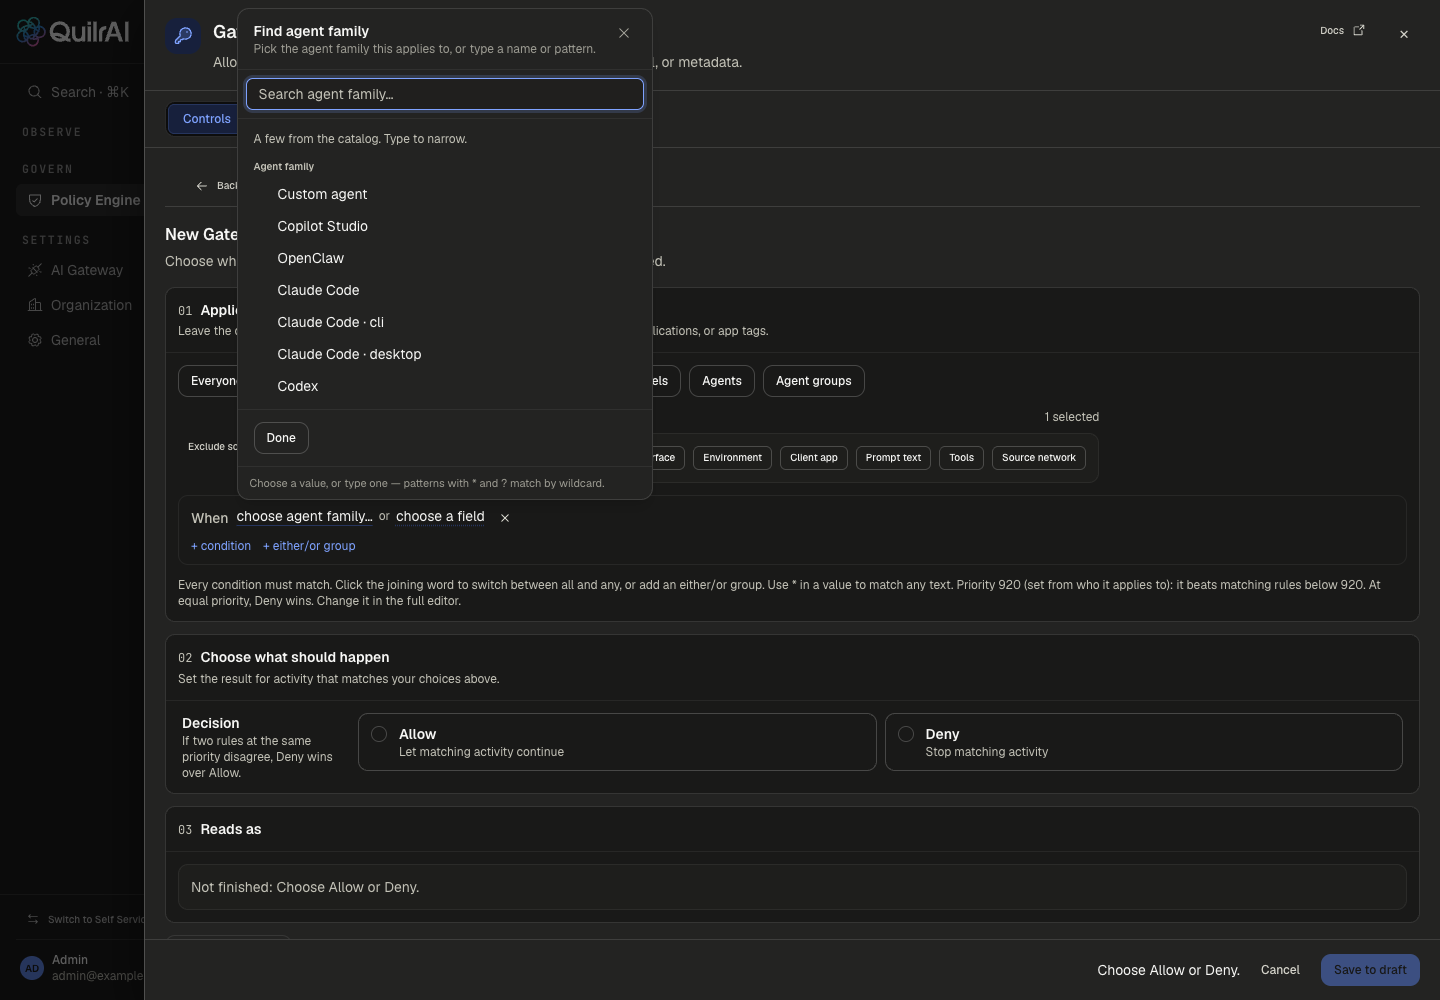 QuilrAI
Search · ⌘K
OBSERVE
GOVERN
Policy Engine
SETTINGS
AI Gateway
Organization
General
Switch to Self Servic
AD
Admin
admin@example
Ga
Allo
l, or metadata.
Docs
Controls
Back
New Gate
Choose wh
ed.
Find agent family
Pick the agent family this applies to, or type a name or pattern.
Search agent family...
A few from the catalog. Type to narrow.
Agent family
Custom agent
Copilot Studio
OpenClaw
Claude Code
Claude Code · cli
Claude Code · desktop
Codex
Done
Choose a value, or type one — patterns with * and ? match by wildcard.
01 Applie
Leave the c
lications, or app tags.
Everyone
els
Agents
Agent groups
1 selected
Exclude so
rface
Environment
Client app
Prompt text
Tools
Source network
When choose agent family... or choose a field
+ condition + either/or group
Every condition must match. Click the joining word to switch between all and any, or add an either/or group. Use * in a value to match any text. Priority 920 (set from who it applies to): it beats matching rules below 920. At
equal priority, Deny wins. Change it in the full editor.
02 Choose what should happen
Set the result for activity that matches your choices above.
Decision
If two rules at the same
priority disagree, Deny wins
over Allow.
Allow
Let matching activity continue
Deny
Stop matching activity
03 Reads as
Not finished: Choose Allow or Deny.
Choose Allow or Deny.
Cancel
Save to draft